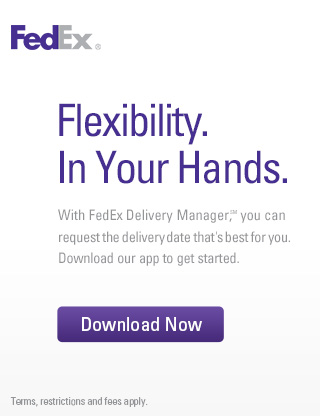 FedEx®
Flexibility.
In Your Hands.
With FedEx Delivery Manager,℠ you can
request the delivery date that's best for you.
Download our app to get started.
Download Now
Terms, restrictions and fees apply.